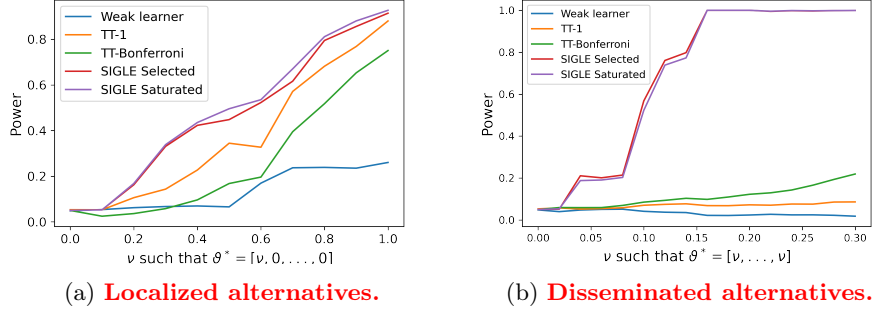 Weak learner
TT-1
TT-Bonferroni
SIGLE Selected
SIGLE Saturated
Power
0.8
0.6
0.4
0.2
0.0
0.0 0.2 0.4 0.6 0.8 1.0
ν such that ϑ* = [ν, 0, . . . , 0]
(a) Localized alternatives.
Weak learner
TT-1
TT-Bonferroni
SIGLE Selected
SIGLE Saturated
Power
1.0
0.8
0.6
0.4
0.2
0.0
0.00 0.05 0.10 0.15 0.20 0.25 0.30
ν such that ϑ* = [ν, . . . , ν]
(b) Disseminated alternatives.